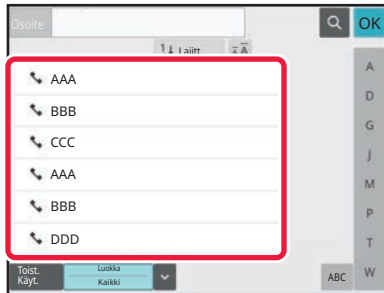 Osoite OK
Lajitt.
AAA
BBB
CCC
AAA
BBB
DDD
A
D
G
J
M
P
T
W
Toist.
Käyt.
Luokka
Kaikki
ABC